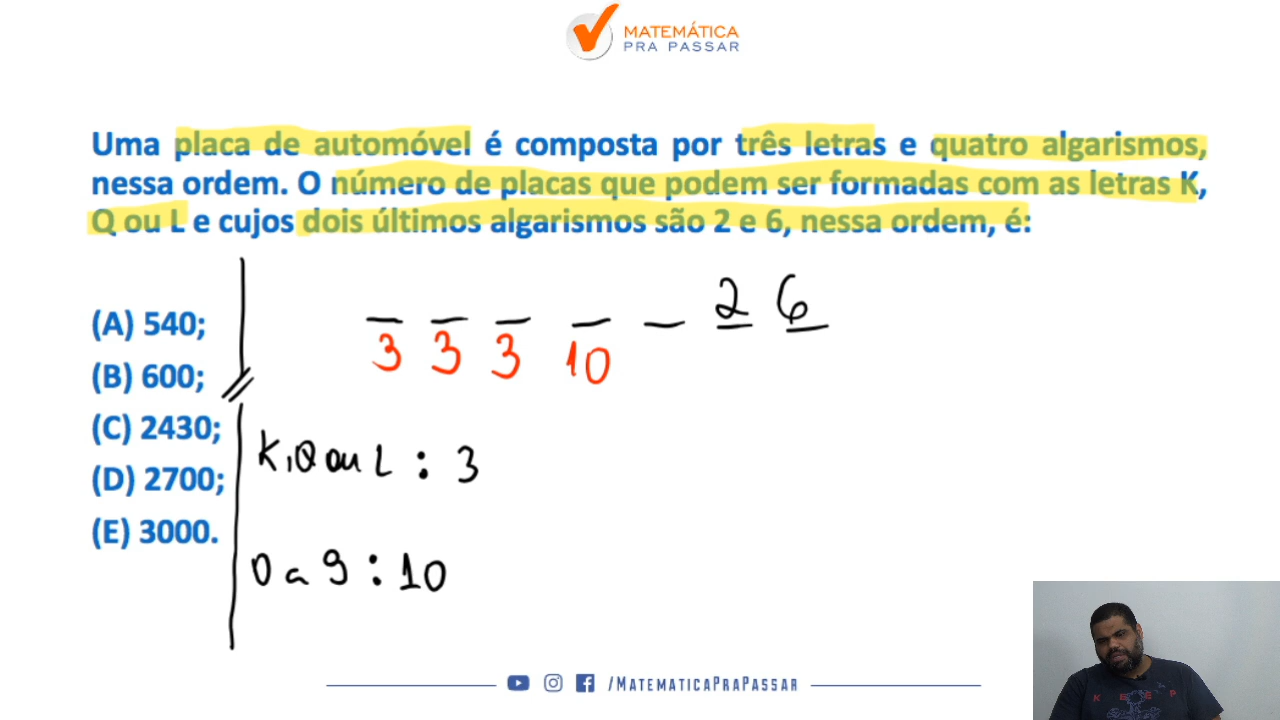 MATEMÁTICA
PRA PASSAR
Uma placa de automóvel é composta por três letras e quatro algarismos,
nessa ordem. O número de placas que podem ser formadas com as letras K,
Q ou L e cujos dois últimos algarismos são 2 e 6, nessa ordem, é:
2 6
(A) 540;
3 3 3 10
(B) 600;
(C) 2430;
K,Q ou L : 3
(D) 2700;
(E) 3000.
0 a 9 : 10
K E E P
/MATEMATICAPRAPASSAR